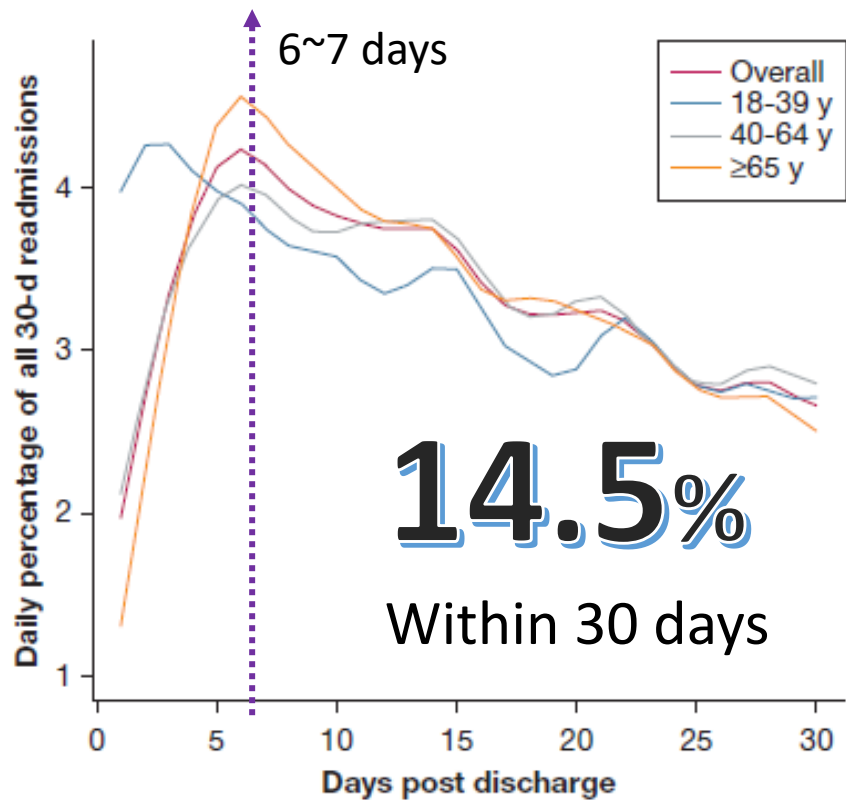 6~7 days
Overall
18-39 y
40-64 y
≥65 y
Daily percentage of all 30-d readmissions
4
3
2
1
14.5%
Within 30 days
0 5 10 15 20 25 30
Days post discharge